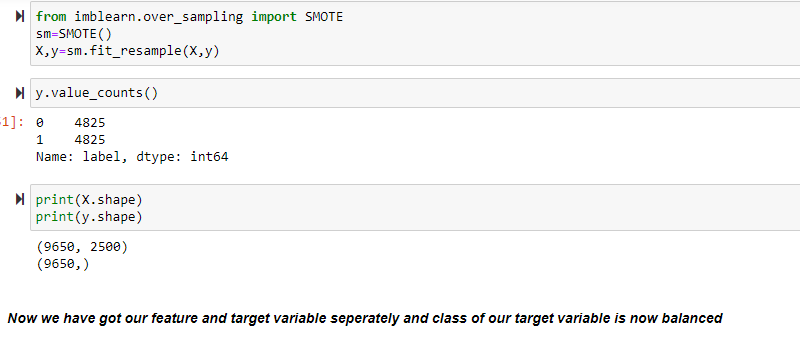 from imblearn.over_sampling import SMOTE
sm=SMOTE()
X,y=sm.fit_resample(X,y)
y.value_counts()
51]: 0    4825
1    4825
Name: label, dtype: int64
print(X.shape)
print(y.shape)
(9650, 2500)
(9650,)
Now we have got our feature and target variable seperately and class of our target variable is now balanced